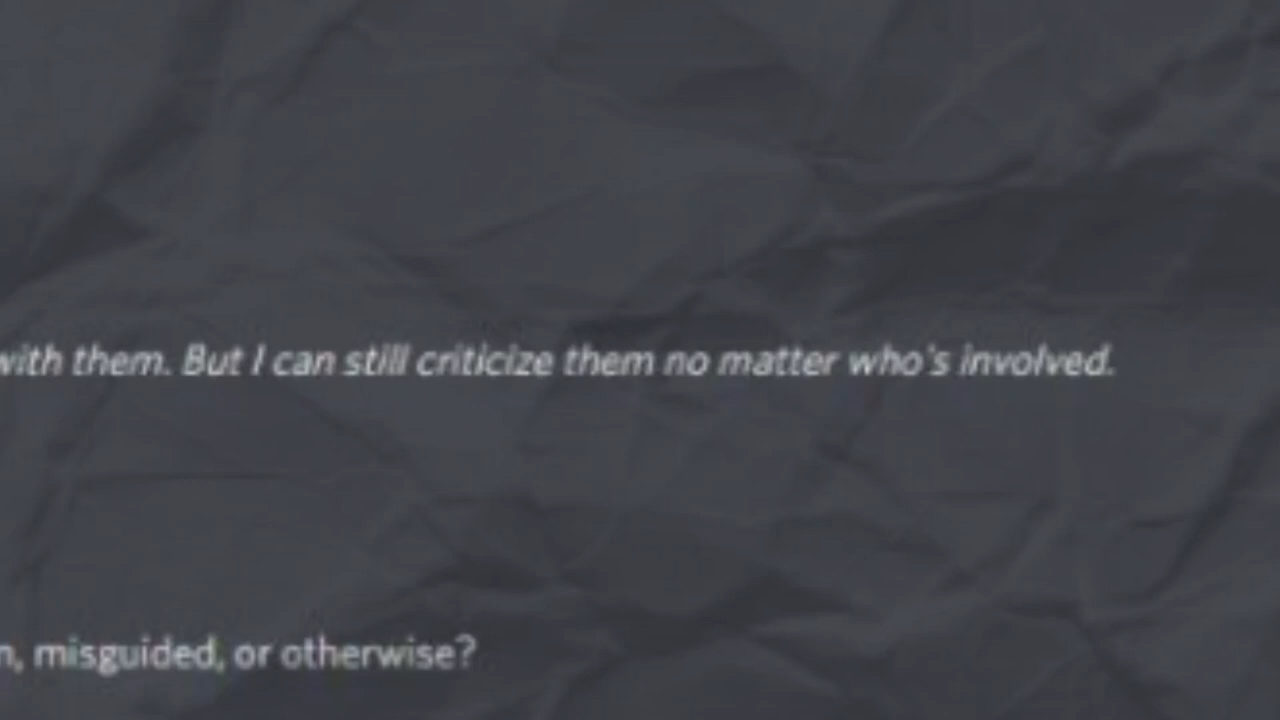 with them. But I can still criticize them no matter who's involved.
n, misguided, or otherwise?